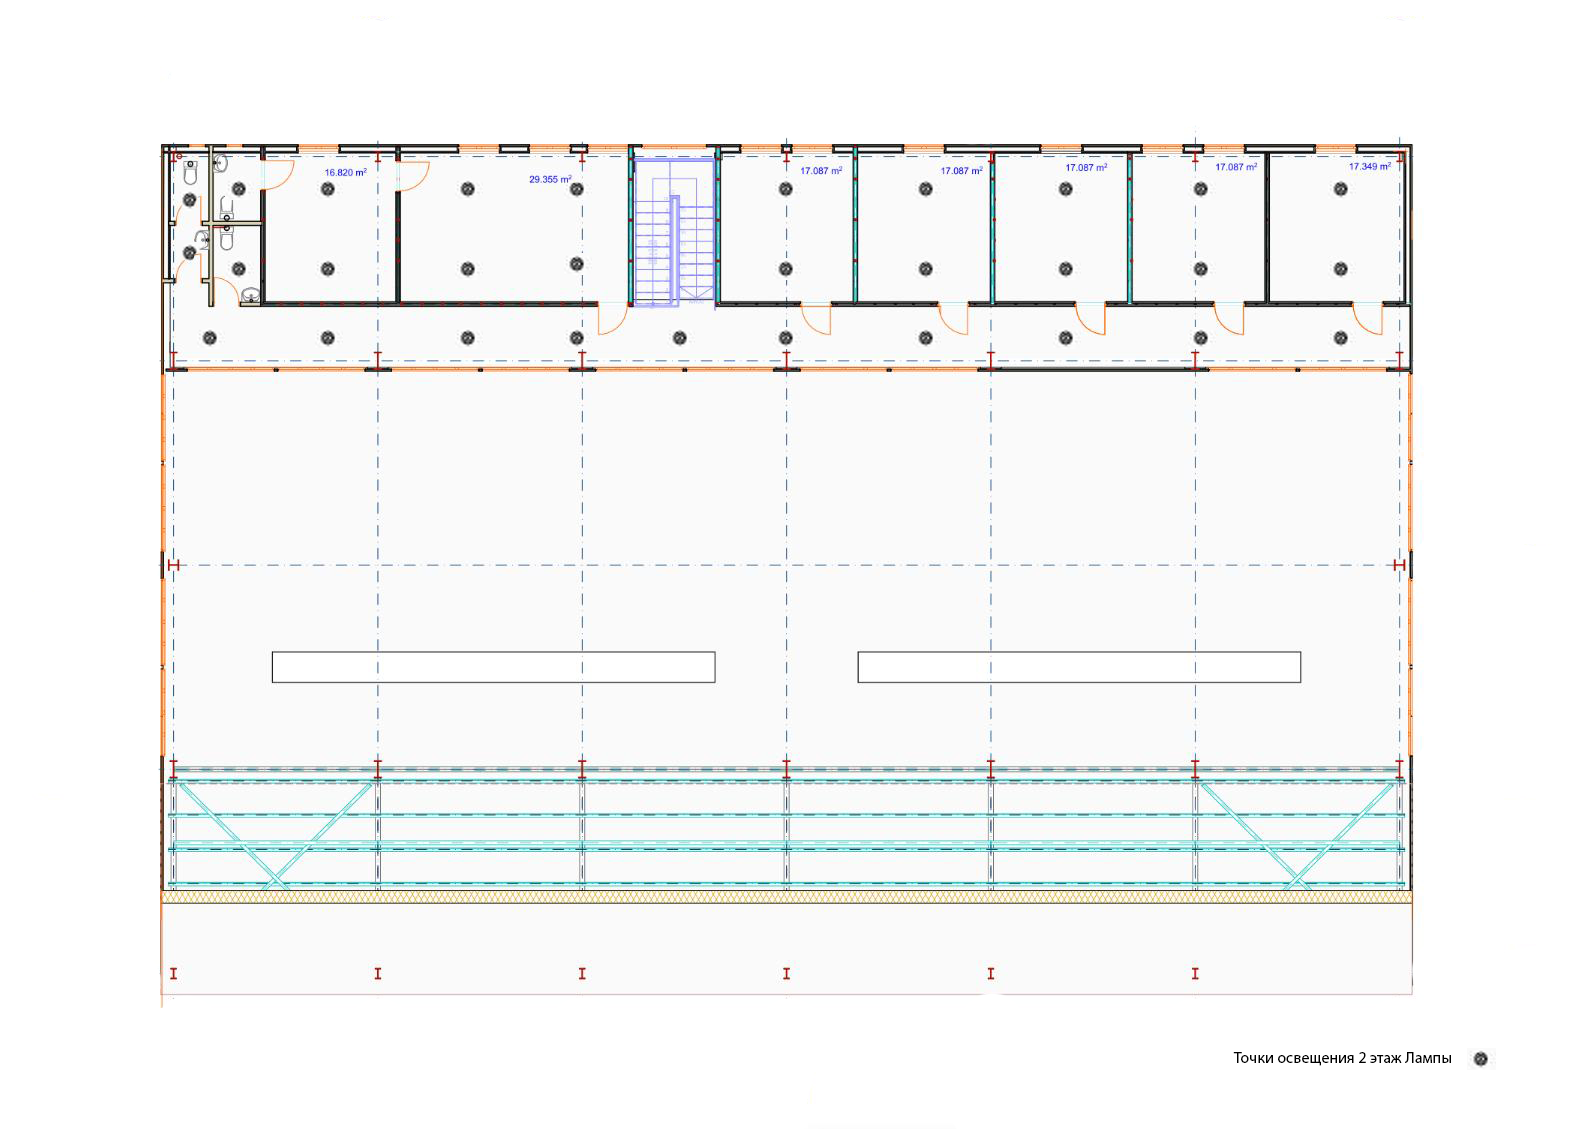 16.820 m²
29.355 m²
17.087 m²
17.087 m²
17.087 m²
17.087 m²
17.349 m²
Точки освещения 2 этаж Лампы